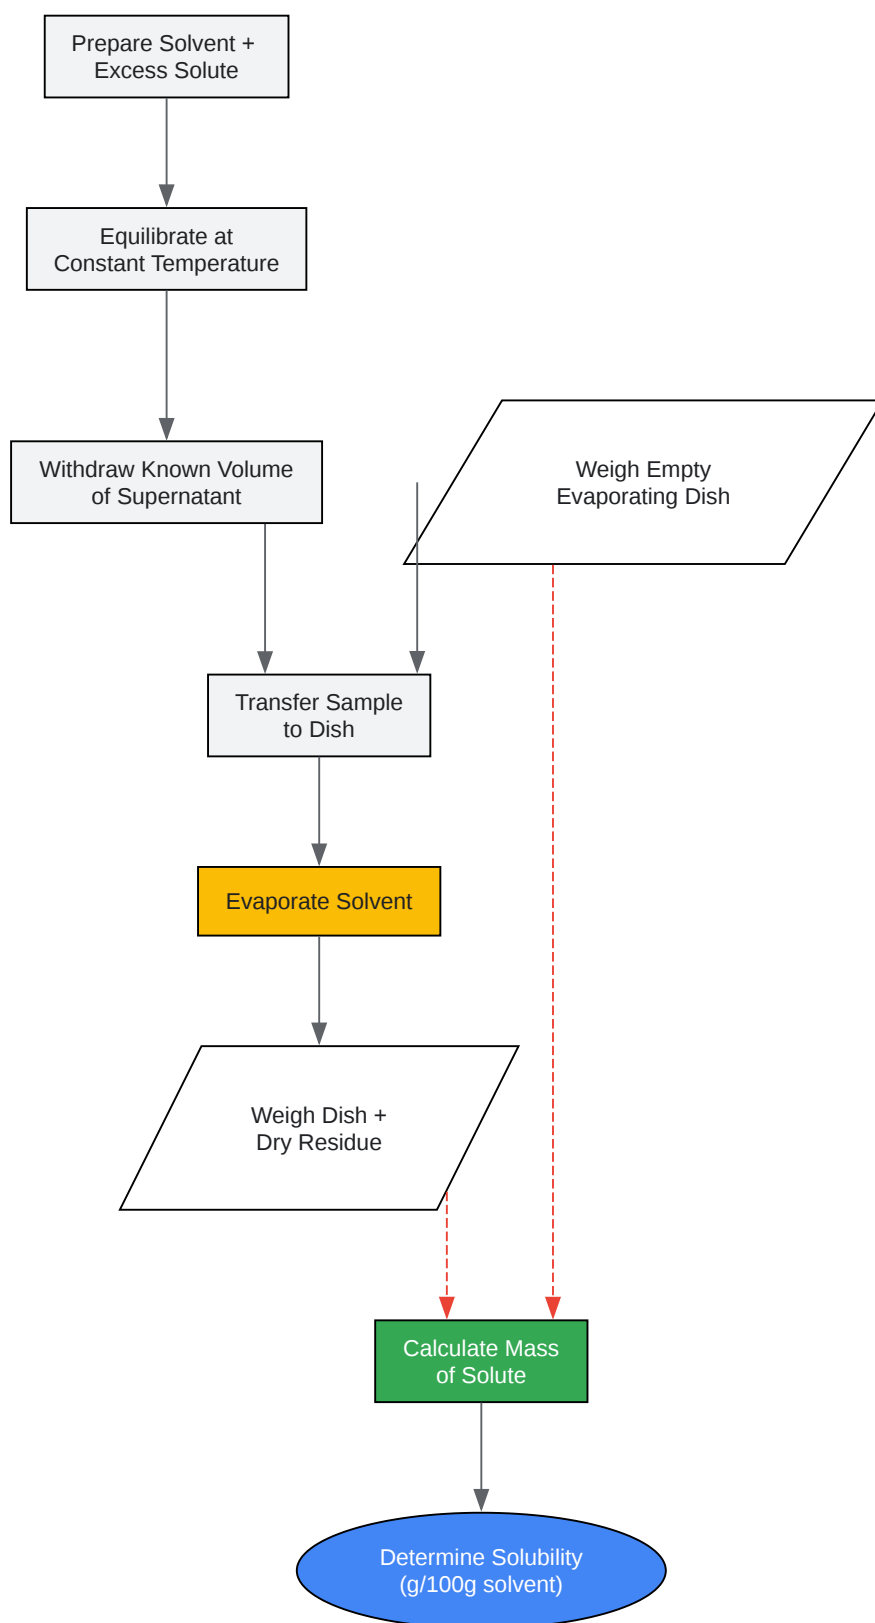 Prepare Solvent +
Excess Solute
Equilibrate at
Constant Temperature
Withdraw Known Volume
of Supernatant
Weigh Empty
Evaporating Dish
Transfer Sample
to Dish
Evaporate Solvent
Weigh Dish +
Dry Residue
Calculate Mass
of Solute
Determine Solubility
(g/100g solvent)